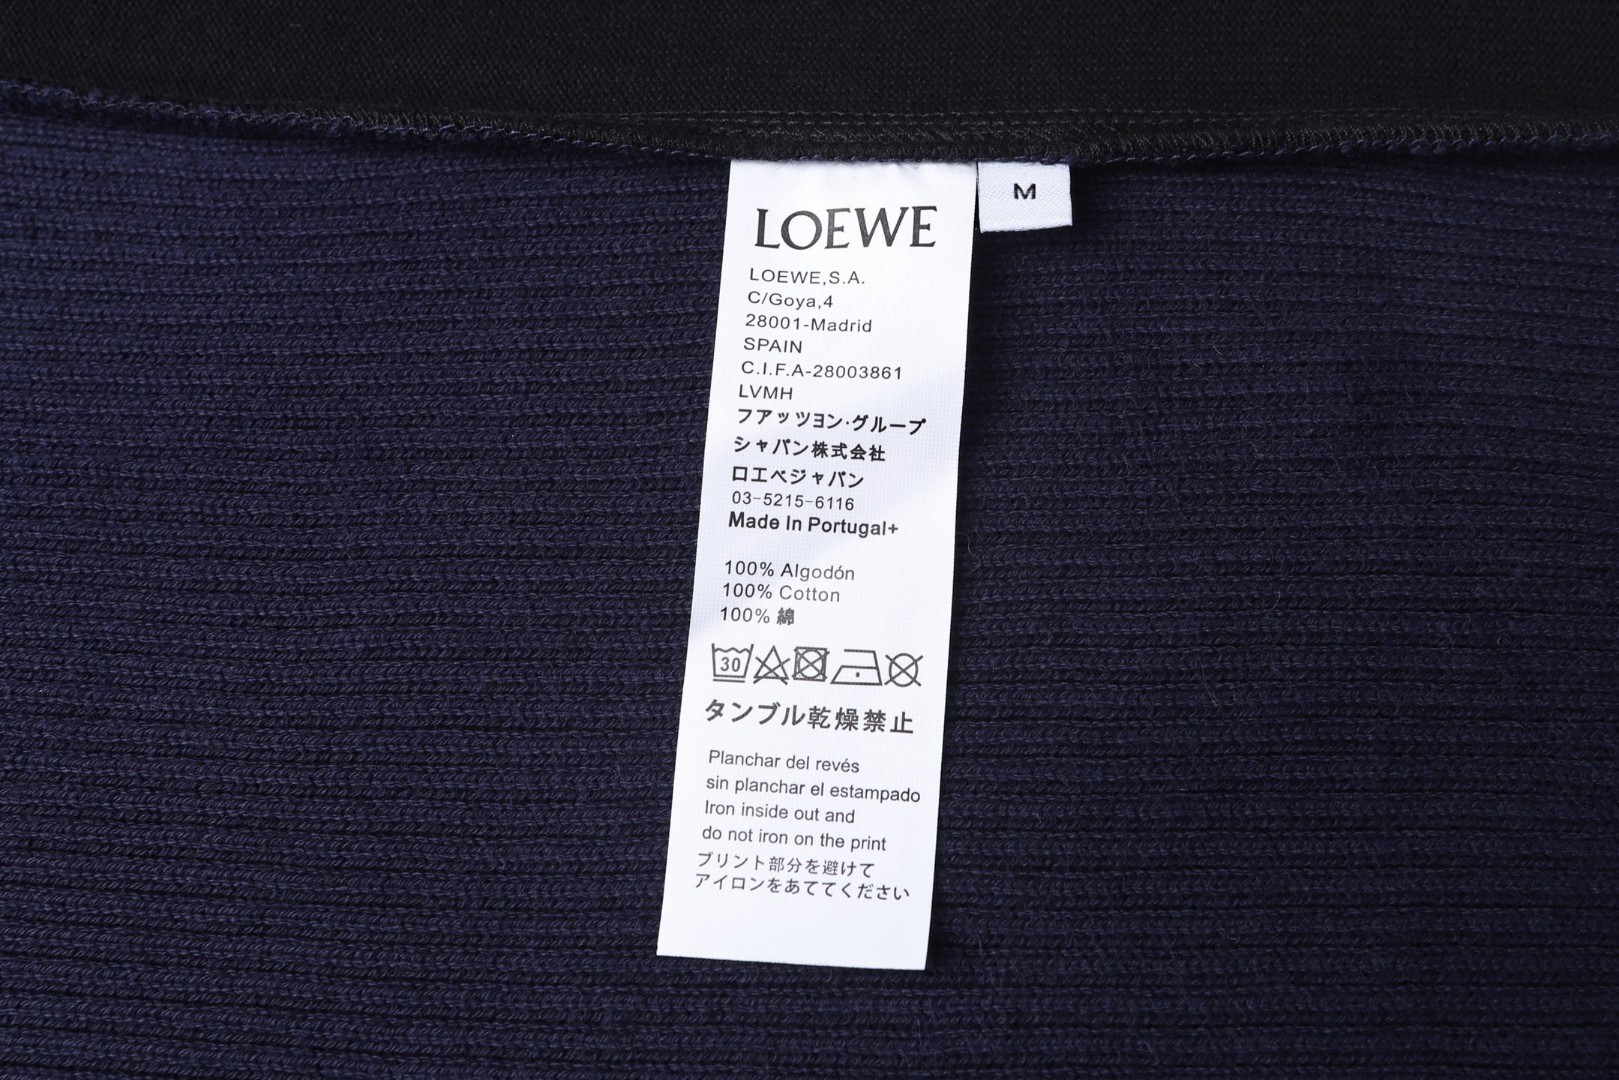 LOEWE
M
LOEWE,S.A.
C/Goya,4
28001-Madrid
SPAIN
C.I.F.A-28003861
LVMH
フアッツヨン·グループ
シャパン株式会社
口エベジャパン
03-5215-6116
Made In Portugal+
100% Algodón
100% Cotton
100% 綿
30
タンブル乾燥禁止
Planchar del revés
sin planchar el estampado
Iron inside out and
do not iron on the print
プリント部分を避けて
アイロンをあててください